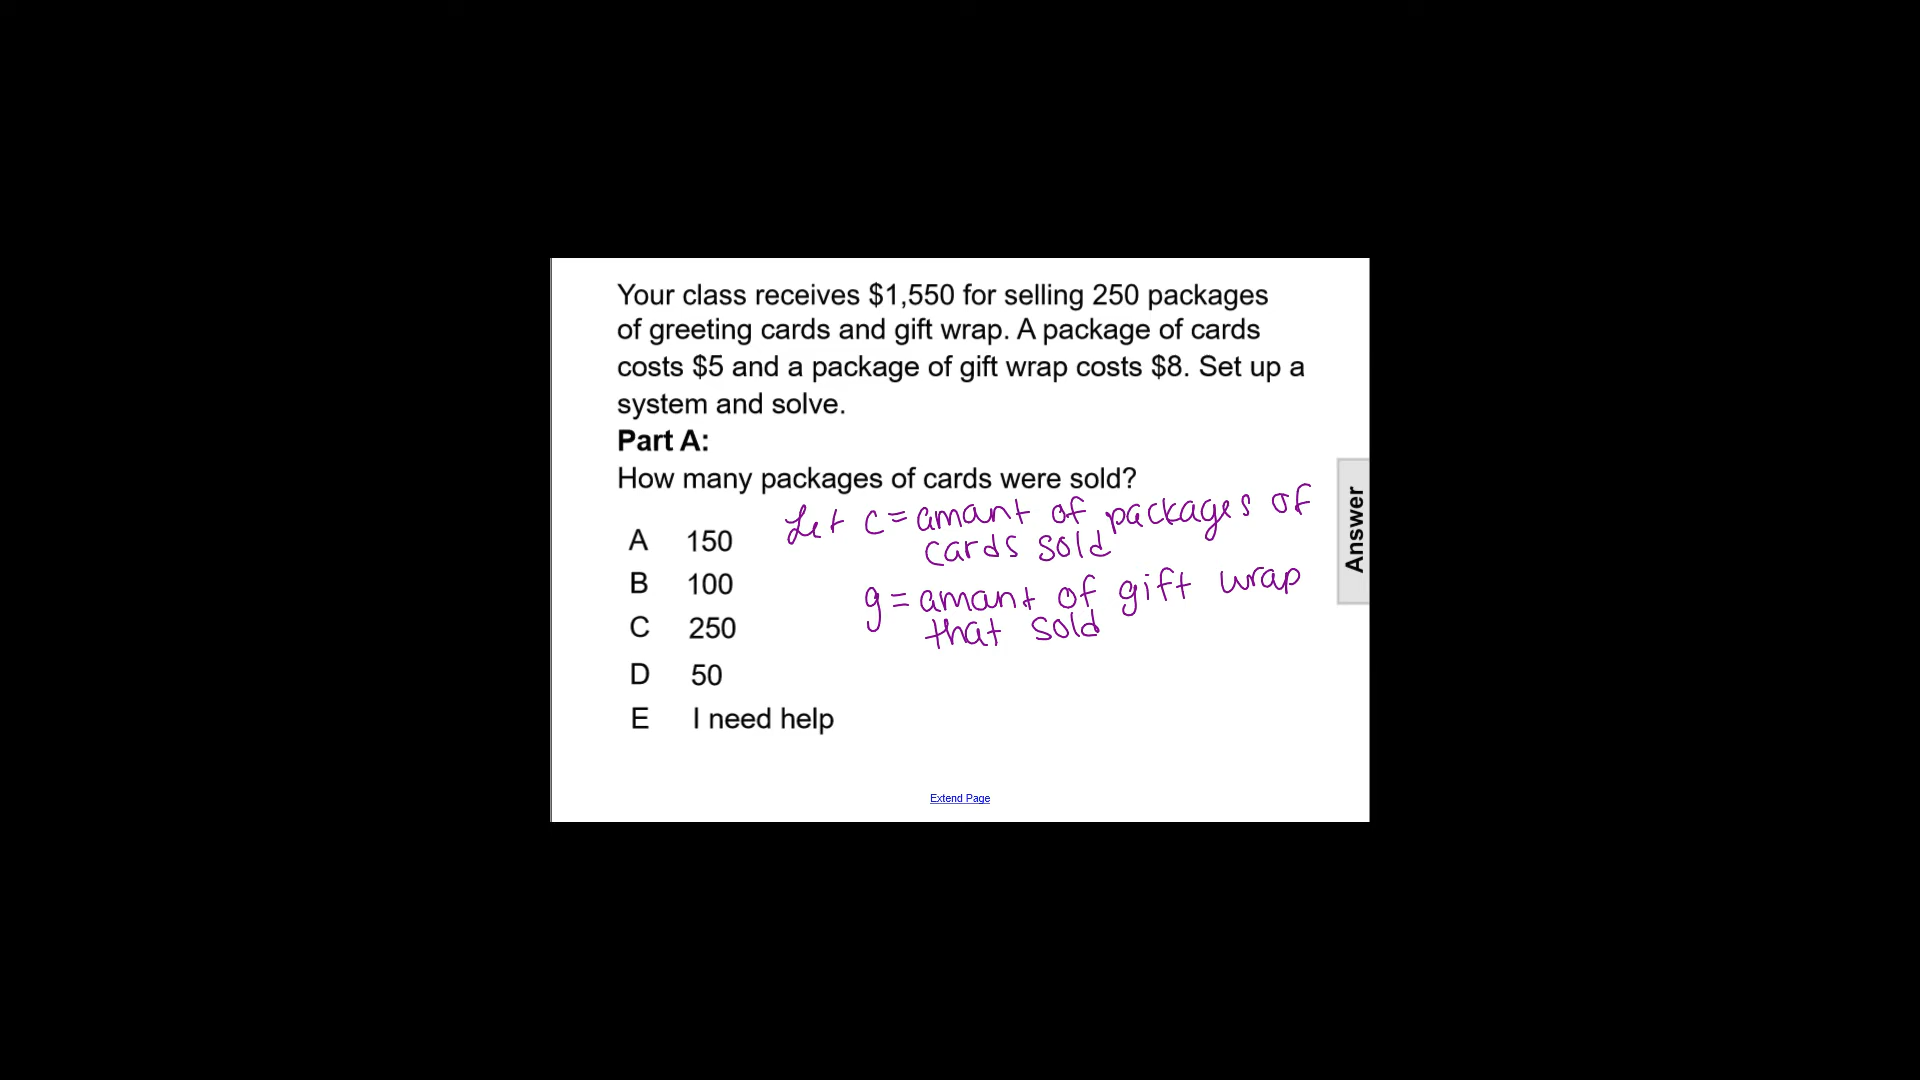 Your class receives $1,550 for selling 250 packages
of greeting cards and gift wrap. A package of cards
costs $5 and a package of gift wrap costs $8. Set up a
system and solve.
Part A:
How many packages of cards were sold?
Let c = amant of packages of
cards sold
g = amant of gift wrap
that sold
A 150
B 100
C 250
D 50
E I need help
Answer
Extend Page